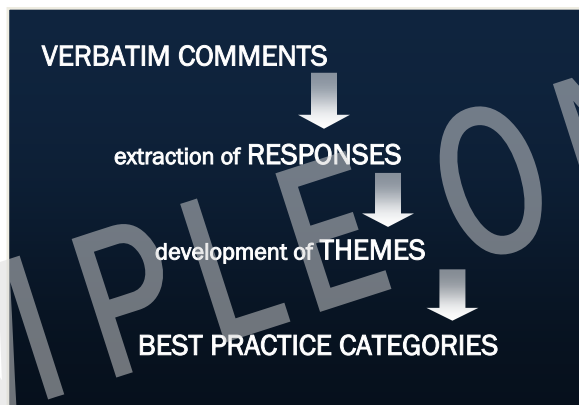 VERBATIM COMMENTS
extraction of RESPONSES
development of THEMES
BEST PRACTICE CATEGORIES